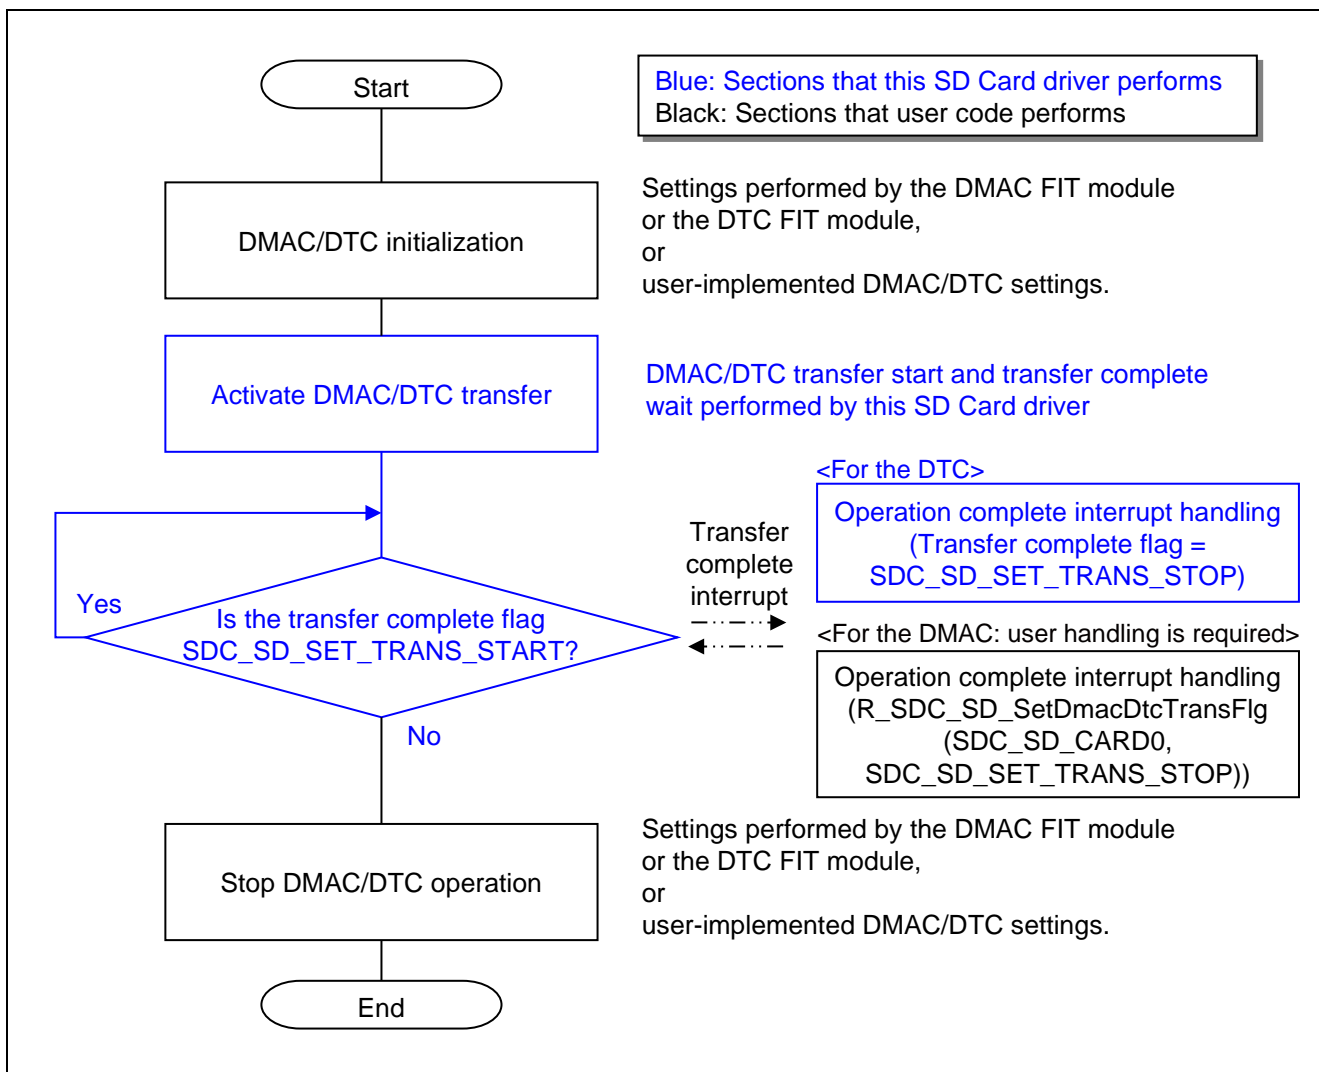 Start
Blue: Sections that this SD Card driver performs
Black: Sections that user code performs
DMAC/DTC initialization
Settings performed by the DMAC FIT module
or the DTC FIT module,
or
user-implemented DMAC/DTC settings.
Activate DMAC/DTC transfer
DMAC/DTC transfer start and transfer complete
wait performed by this SD Card driver
Yes
Is the transfer complete flag
SDC_SD_SET_TRANS_START?
No
Transfer
complete
interrupt
<For the DTC>
Operation complete interrupt handling
(Transfer complete flag =
SDC_SD_SET_TRANS_STOP)
<For the DMAC: user handling is required>
Operation complete interrupt handling
(R_SDC_SD_SetDmacDtcTransFlg
(SDC_SD_CARD0,
SDC_SD_SET_TRANS_STOP))
Stop DMAC/DTC operation
Settings performed by the DMAC FIT module
or the DTC FIT module,
or
user-implemented DMAC/DTC settings.
End